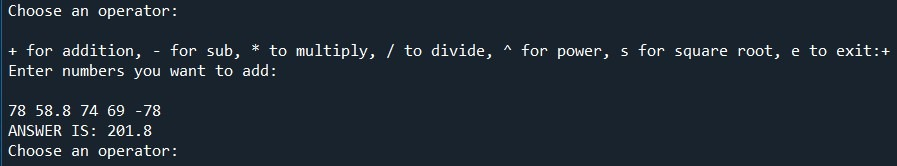 Choose an operator:
+ for addition, - for sub, * to multiply, / to divide, ^ for power, s for square root, e to exit:+
Enter numbers you want to add:
78 58.8 74 69 -78
ANSWER IS: 201.8
Choose an operator: